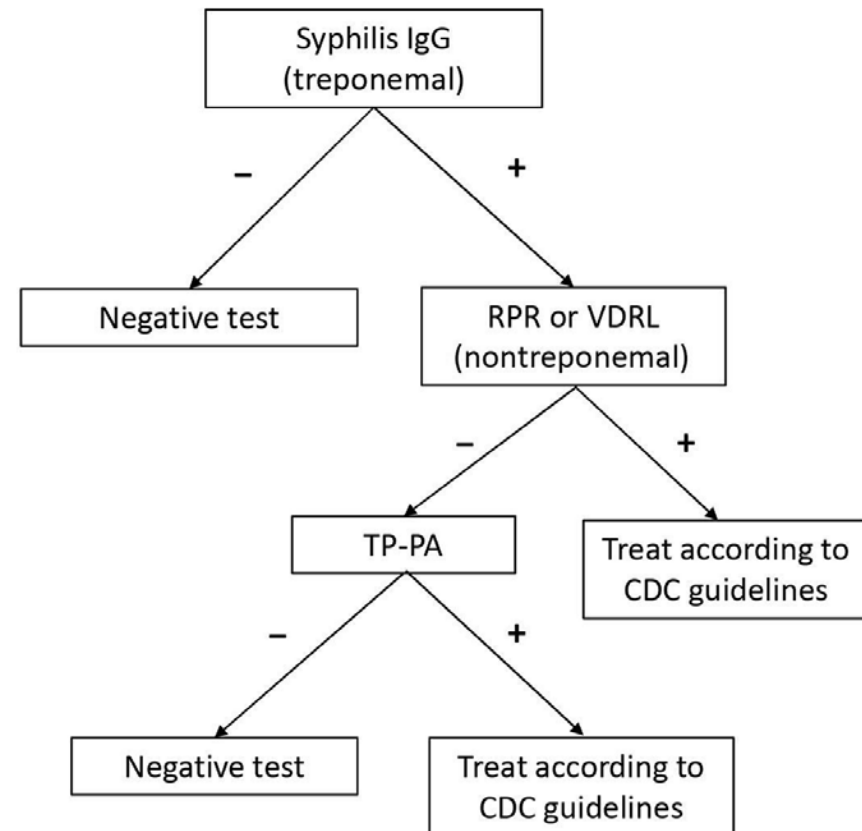 Syphilis IgG
(treponemal)
–
+
Negative test
RPR or VDRL
(nontreponemal)
–
+
TP-PA
Treat according to
CDC guidelines
–
+
Negative test
Treat according to
CDC guidelines